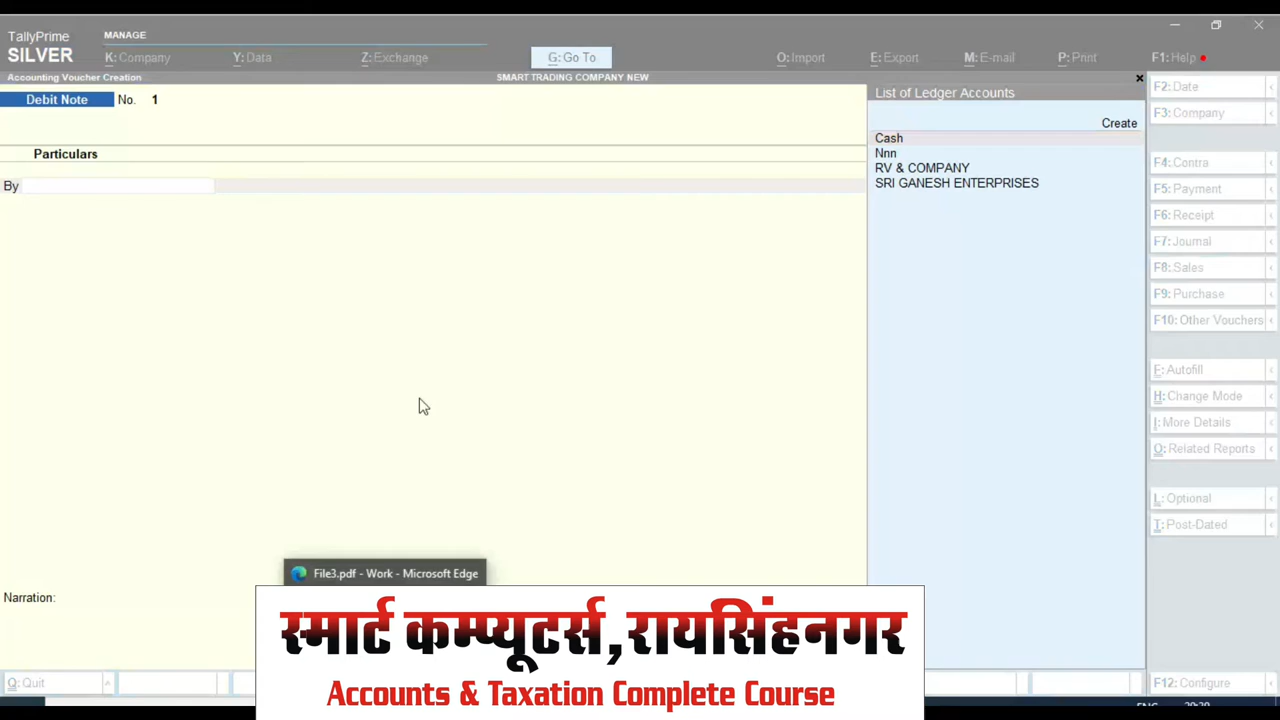 TallyPrime
MANAGE
SILVER
K: Company
Y: Data
Z: Exchange
G: Go To
O: Import
E: Export
M: E-mail
P: Print
F1: Help
Accounting Voucher Creation
SMART TRADING COMPANY NEW
Debit Note No. 1
Particulars
By
List of Ledger Accounts
Create
Cash
Nnn
RV & COMPANY
SRI GANESH ENTERPRISES
F2: Date
F3: Company
F4: Contra
F5: Payment
F6: Receipt
F7: Journal
F8: Sales
F9: Purchase
F10: Other Vouchers
F: Autofill
H: Change Mode
I: More Details
O: Related Reports
L: Optional
T: Post-Dated
File3.pdf - Work - Microsoft Edge
Narration:
स्मार्ट कम्प्यूटर्स,रायसिंहनगर
Accounts & Taxation Complete Course
Q: Quit
F12: Configure